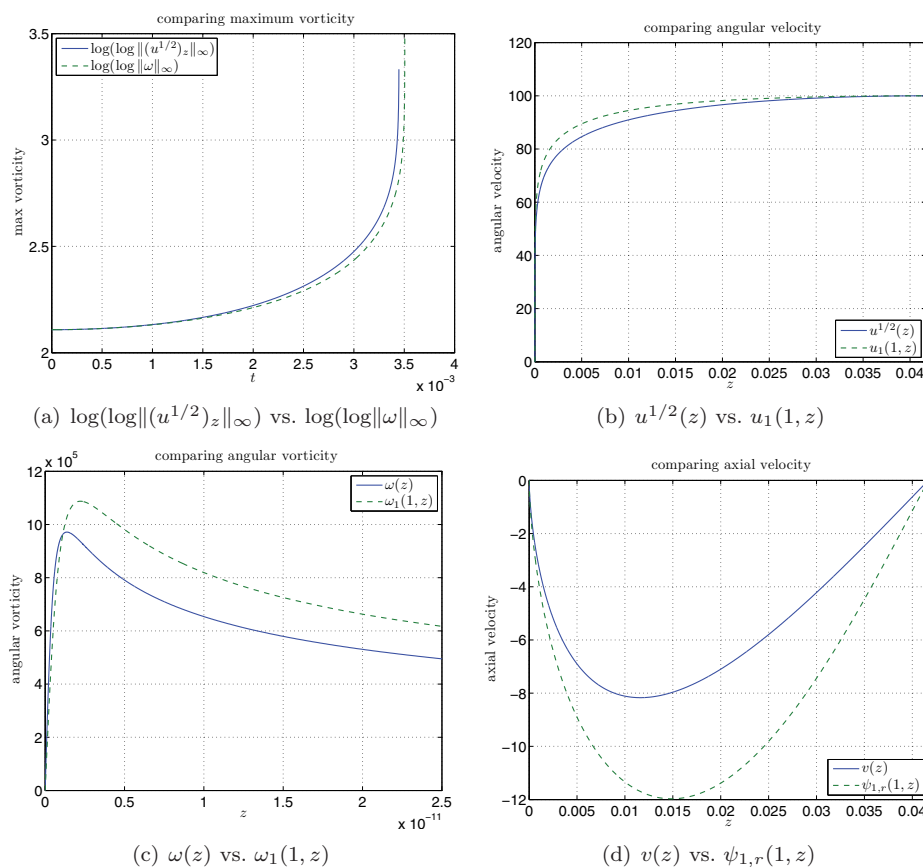 comparing maximum vorticity
log(log‖(u^{1/2})_z‖_∞)
log(log‖ω‖_∞)
max vorticity
3.5
3
2.5
2
0 0.5 1 1.5 2 2.5 3 3.5 4
t
x 10^{-3}
(a) log(log‖(u^{1/2})_z‖_∞) vs. log(log‖ω‖_∞)
comparing angular velocity
angular velocity
120
100
80
60
40
20
0
0 0.005 0.01 0.015 0.02 0.025 0.03 0.035 0.04
z
u^{1/2}(z)
u_1(1, z)
(b) u^{1/2}(z) vs. u_1(1, z)
comparing angular vorticity
x 10^5
ω(z)
ω_1(1, z)
angular vorticity
12
10
8
6
4
2
0
0 0.5 1 1.5 2 2.5
z
x 10^{-11}
(c) ω(z) vs. ω_1(1, z)
comparing axial velocity
axial velocity
0
−2
−4
−6
−8
−10
−12
0 0.005 0.01 0.015 0.02 0.025 0.03 0.035 0.04
z
v(z)
ψ_{1,r}(1, z)
(d) v(z) vs. ψ_{1,r}(1, z)